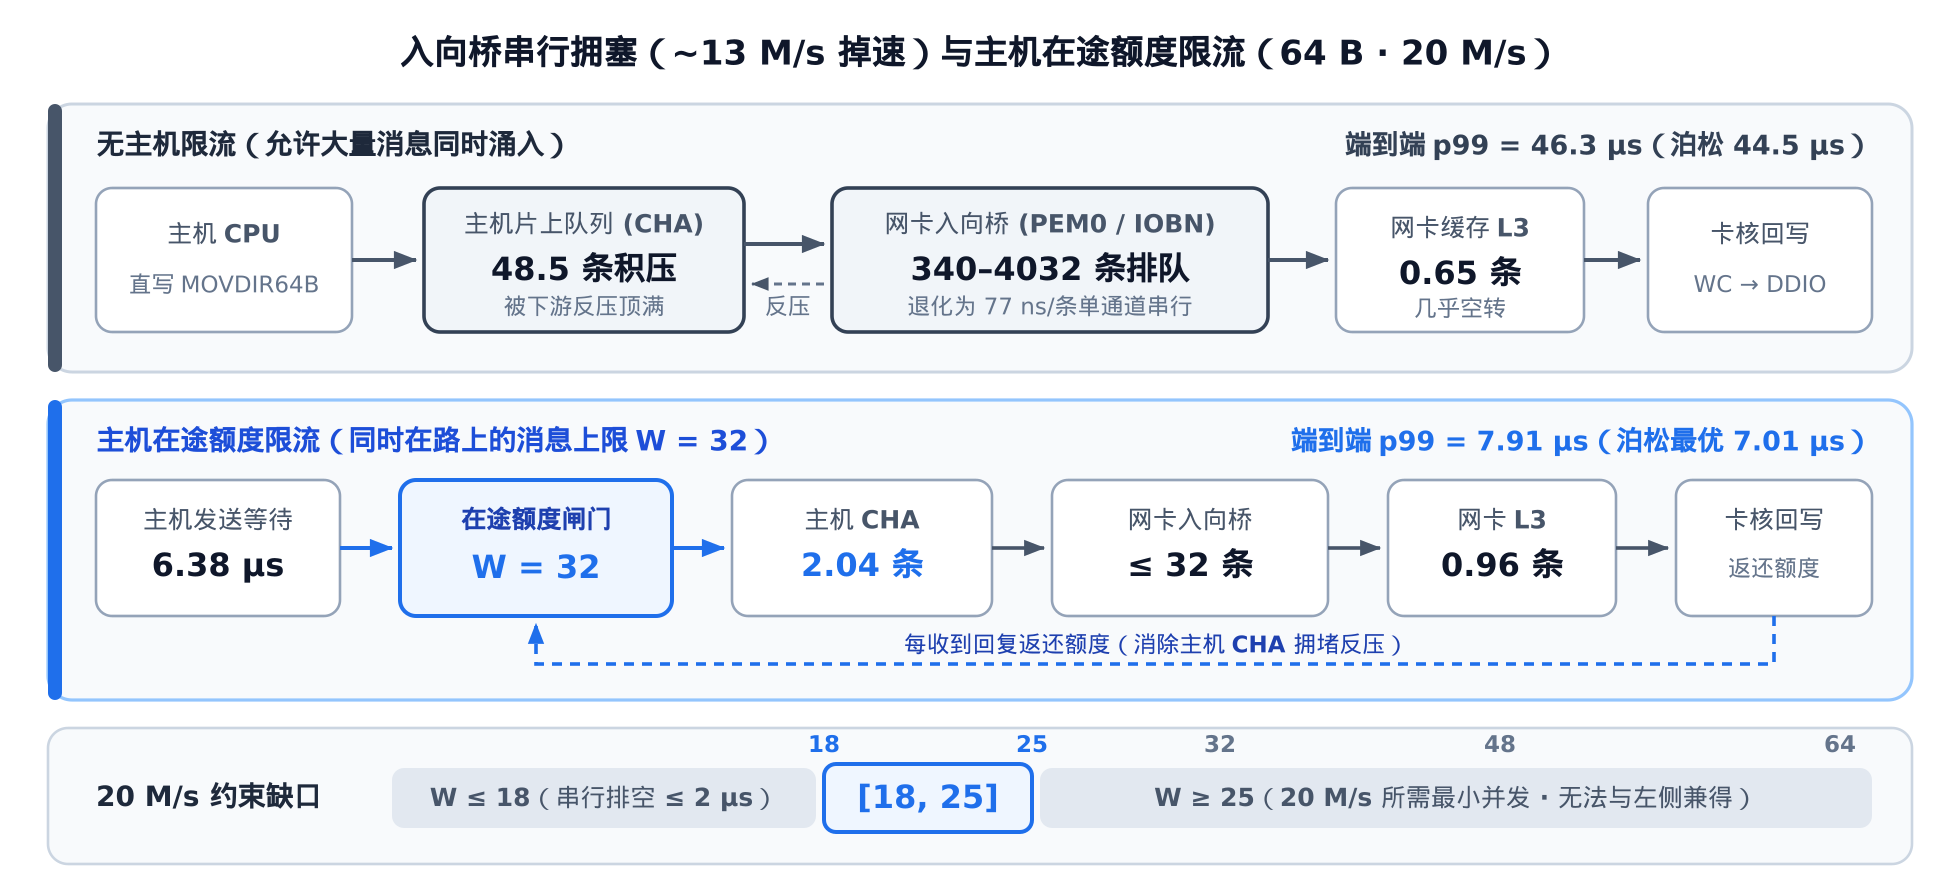 入向桥串行拥塞（~13 M/s 掉速）与主机在途额度限流（64 B · 20 M/s）
无主机限流（允许大量消息同时涌入）
端到端 p99 = 46.3 µs（泊松 44.5 µs）
主机 CPU
直写 MOVDIR64B
主机片上队列 (CHA)
48.5 条积压
被下游反压顶满
反压
网卡入向桥 (PEM0 / IOBN)
340–4032 条排队
退化为 77 ns/条单通道串行
网卡缓存 L3
0.65 条
几乎空转
卡核回写
WC → DDIO
主机在途额度限流（同时在路上的消息上限 W = 32）
端到端 p99 = 7.91 µs（泊松最优 7.01 µs）
主机发送等待
6.38 µs
在途额度闸门
W = 32
主机 CHA
2.04 条
网卡入向桥
≤ 32 条
网卡 L3
0.96 条
卡核回写
返还额度
每收到回复返还额度（消除主机 CHA 拥堵反压）
18
25
32
48
64
20 M/s 约束缺口
W ≤ 18（串行排空 ≤ 2 µs）
[18, 25]
W ≥ 25（20 M/s 所需最小并发 · 无法与左侧兼得）